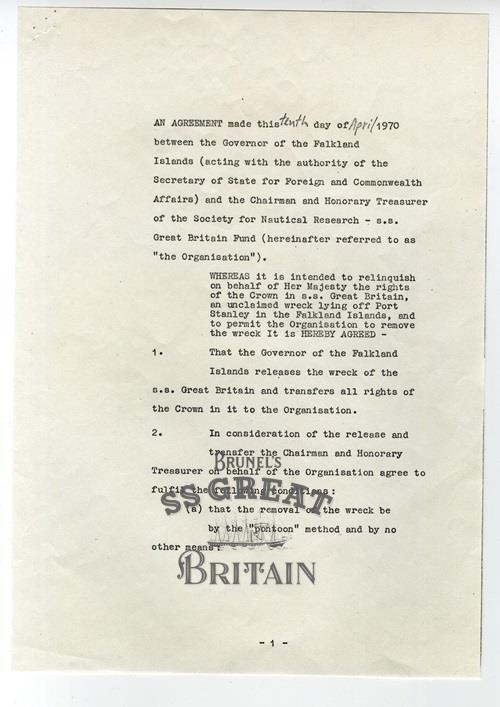 AN AGREEMENT made this tenth day of April 1970
between the Governor of the Falkland
Islands (acting with the authority of the
Secretary of State for Foreign and Commonwealth
Affairs) and the Chairman and Honorary Treasurer
of the Society for Nautical Research - s.s.
Great Britain Fund (hereinafter referred to as
"the Organisation").
WHEREAS it is intended to relinquish
on behalf of Her Majesty the rights
of the Crown in s.s. Great Britain,
an unclaimed wreck lying off Port
Stanley in the Falkland Islands, and
to permit the Organisation to remove
the wreck It is HEREBY AGREED -
1. That the Governor of the Falkland
Islands releases the wreck of the
s.s. Great Britain and transfers all rights of
the Crown in it to the Organisation.
2. In consideration of the release and
transfer the Chairman and Honorary
Treasurer on behalf of the Organisation agree to
fulfil the following conditions:
(a) that the removal of the wreck be
by the "pontoon" method and by no
other means:
BRUNEL'S
SS GREAT
BRITAIN
- 1 -